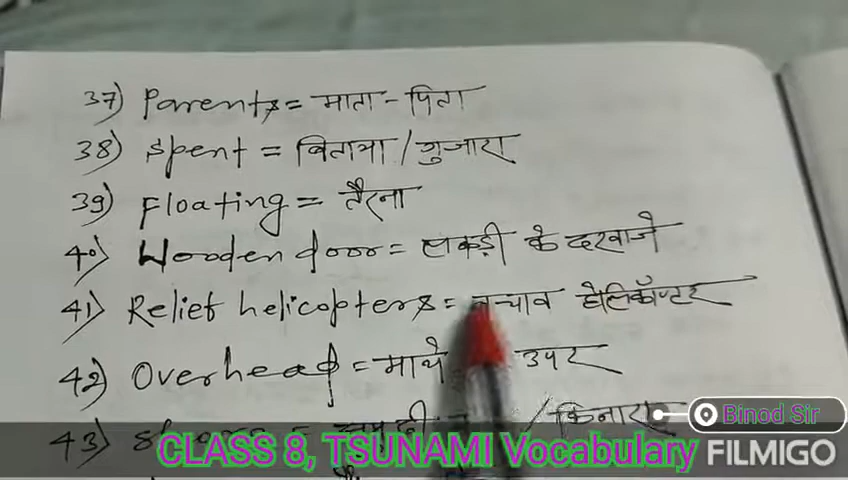 37) Parents = माता - पिता
38) Spent = बिताया / गुजारा
39) Floating = तैरना
40) Wooden door = लकड़ी के दरवाजे
41) Relief helicopters = बचाव हेलिकॉप्टर
42) Overhead = माथे उपर
43) / किनारा
Binod Sir
CLASS 8, TSUNAMI Vocabulary
FILMIGO